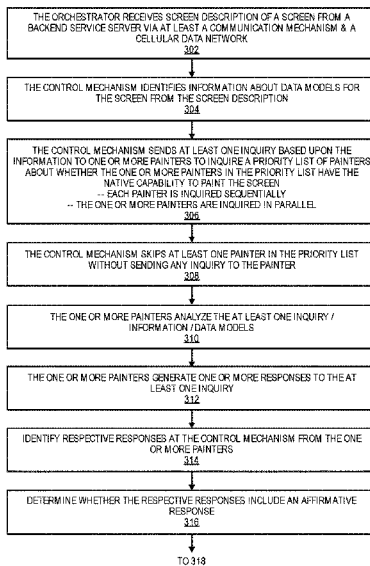 THE ORCHESTRATOR RECEIVES SCREEN DESCRIPTION OF A SCREEN FROM A
BACKEND SERVICE SERVER VIA AT LEAST A COMMUNICATION MECHANISM & A
CELLULAR DATA NETWORK
302
THE CONTROL MECHANISM IDENTIFIES INFORMATION ABOUT DATA MODELS FOR
THE SCREEN FROM THE SCREEN DESCRIPTION
304
THE CONTROL MECHANISM SENDS AT LEAST ONE INQUIRY BASED UPON THE
INFORMATION TO ONE OR MORE PAINTERS TO INQUIRE A PRIORITY LIST OF PAINTERS
ABOUT WHETHER THE ONE OR MORE PAINTERS IN THE PRIORITY LIST HAVE THE
NATIVE CAPABILITY TO PAINT THE SCREEN
-- EACH PAINTER IS INQUIRED SEQUENTIALLY
-- THE ONE OR MORE PAINTERS ARE INQUIRED IN PARALLEL
306
THE CONTROL MECHANISM SKIPS AT LEAST ONE PAINTER IN THE PRIORITY LIST
WITHOUT SENDING ANY INQUIRY TO THE PAINTER
308
THE ONE OR MORE PAINTERS ANALYZE THE AT LEAST ONE INQUIRY /
INFORMATION / DATA MODELS
310
THE ONE OR MORE PAINTERS GENERATE ONE OR MORE RESPONSES TO THE AT
LEAST ONE INQUIRY
312
IDENTIFY RESPECTIVE RESPONSES AT THE CONTROL MECHANISM FROM THE ONE
OR MORE PAINTERS
314
DETERMINE WHETHER THE RESPECTIVE RESPONSES INCLUDE AN AFFIRMATIVE
RESPONSE
316
TO 318